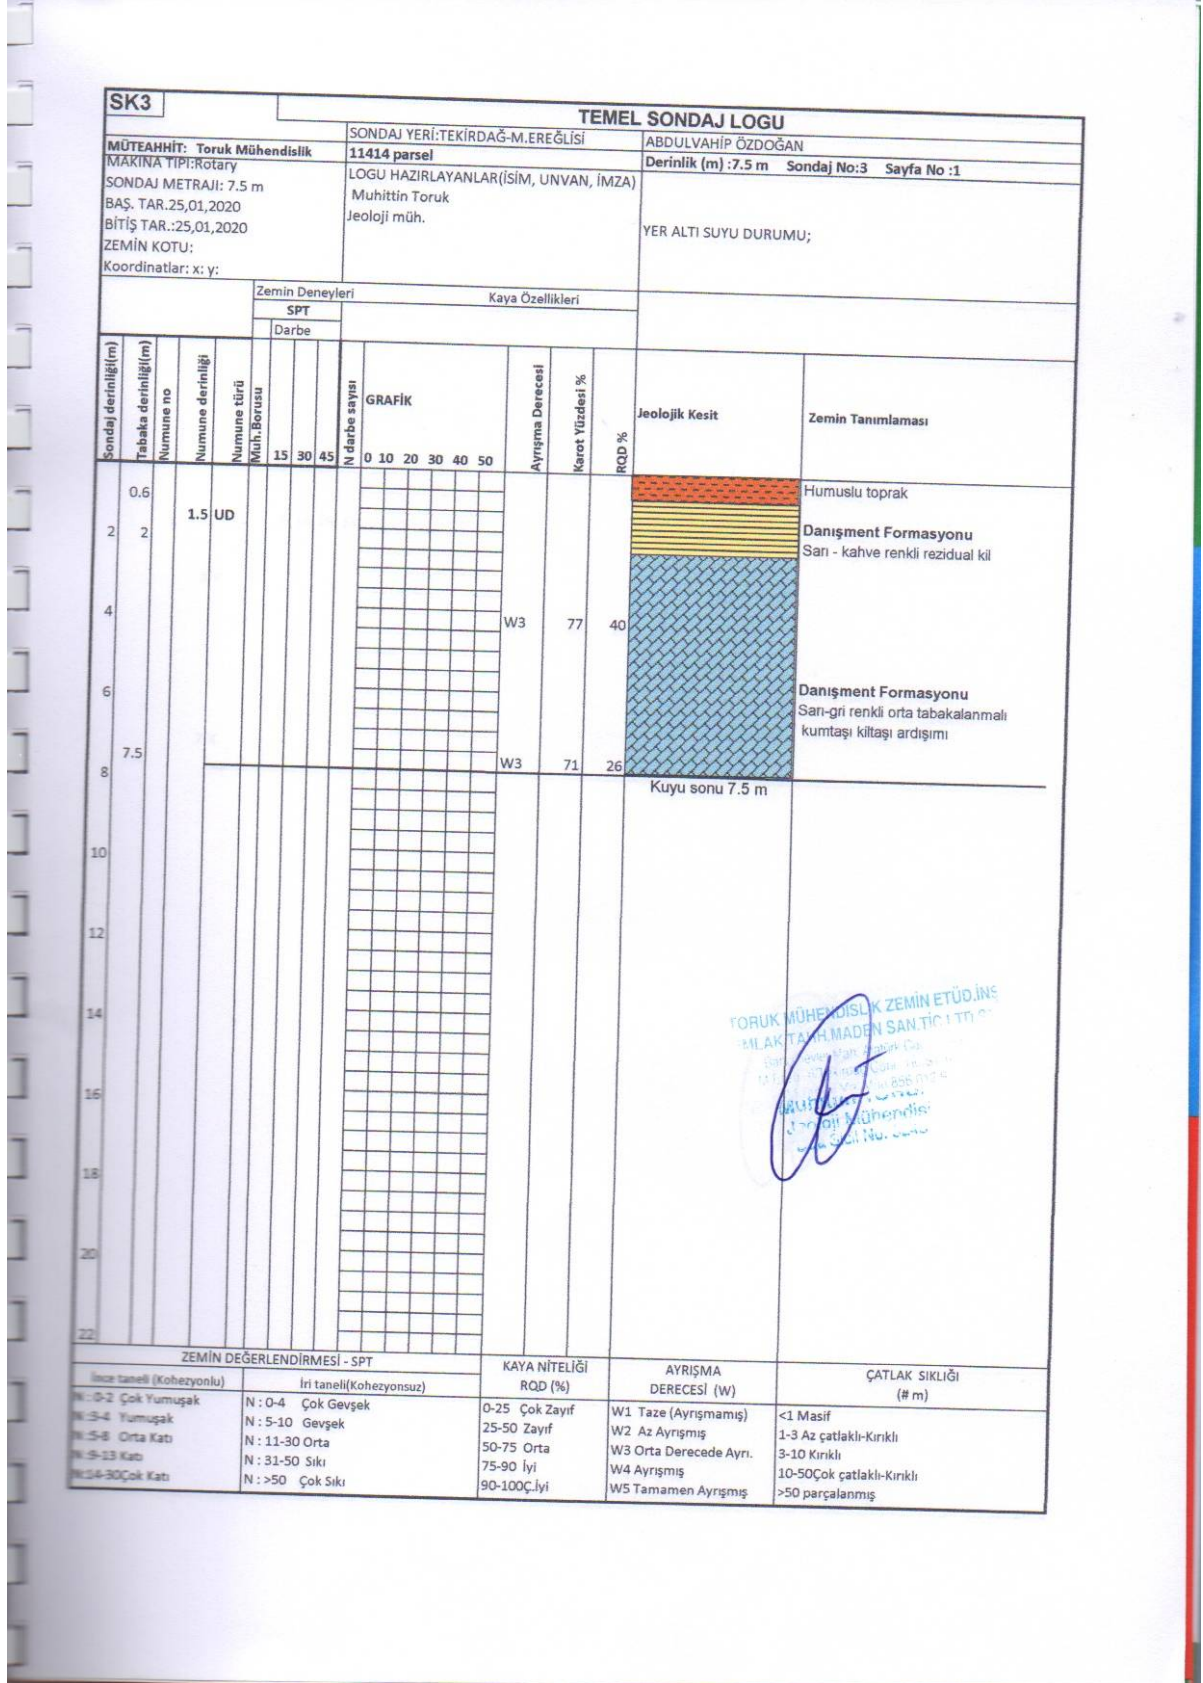 SK3
TEMEL SONDAJ LOGU
MÜTEAHHİT: Toruk Mühendislik
SONDAJ YERİ:TEKİRDAĞ-M.EREĞLİSİ
ABDULVAHİP ÖZDOĞAN
11414 parsel
Derinlik (m) :7.5 m Sondaj No:3 Sayfa No :1
MAKİNA TİPİ:Rotary
SONDAJ METRAJI: 7.5 m
BAŞ. TAR.25,01,2020
BİTİŞ TAR.:25,01,2020
ZEMİN KOTU:
Koordinatlar: x: y:
LOGU HAZIRLAYANLAR(İSİM, UNVAN, İMZA)
Muhittin Toruk
Jeoloji müh.
YER ALTI SUYU DURUMU;
Zemin Deneyleri
Kaya Özellikleri
SPT
Darbe
Sondaj derinliği(m)
Tabaka derinliği(m)
Numune no
Numune derinliği
Numune türü
Muh.Borusu
15 30 45
N darbe sayısı
GRAFİK
0 10 20 30 40 50
Ayrışma Derecesi
Karot Yüzdesi %
RQD %
Jeolojik Kesit
Zemin Tanımlaması
0.6
Humuslu toprak
1.5 UD
2 2
Danışment Formasyonu
Sarı - kahve renkli rezidual kil
4
W3 77 40
6
Danışment Formasyonu
Sarı-gri renkli orta tabakalanmalı
kumtaşı kiltaşı ardışımı
7.5
W3 71 26
8
Kuyu sonu 7.5 m
10
12
14
16
18
20
22
TORUK MÜHENDİSLİK ZEMİN ETÜD.İNŞ
MADEN SAN.TİC
Jeoloji Mühendisi
ZEMİN DEĞERLENDİRMESİ - SPT
İnce taneli (Kohezyonlu)
N : 0-2 Çok Yumuşak
N :3-4 Yumuşak
N :5-8 Orta Katı
N :9-13 Katı
N:14-30Çok Katı
İri taneli(Kohezyonsuz)
N : 0-4 Çok Gevşek
N : 5-10 Gevşek
N : 11-30 Orta
N : 31-50 Sıkı
N : >50 Çok Sıkı
KAYA NİTELİĞİ
RQD (%)
0-25 Çok Zayıf
25-50 Zayıf
50-75 Orta
75-90 İyi
90-100Ç.İyi
AYRIŞMA
DERECESİ (W)
W1 Taze (Ayrışmamış)
W2 Az Ayrışmış
W3 Orta Derecede Ayrı.
W4 Ayrışmış
W5 Tamamen Ayrışmış
ÇATLAK SIKLIĞI
(# m)
<1 Masif
1-3 Az çatlaklı-Kırıklı
3-10 Kırıklı
10-50Çok çatlaklı-Kırıklı
>50 parçalanmış